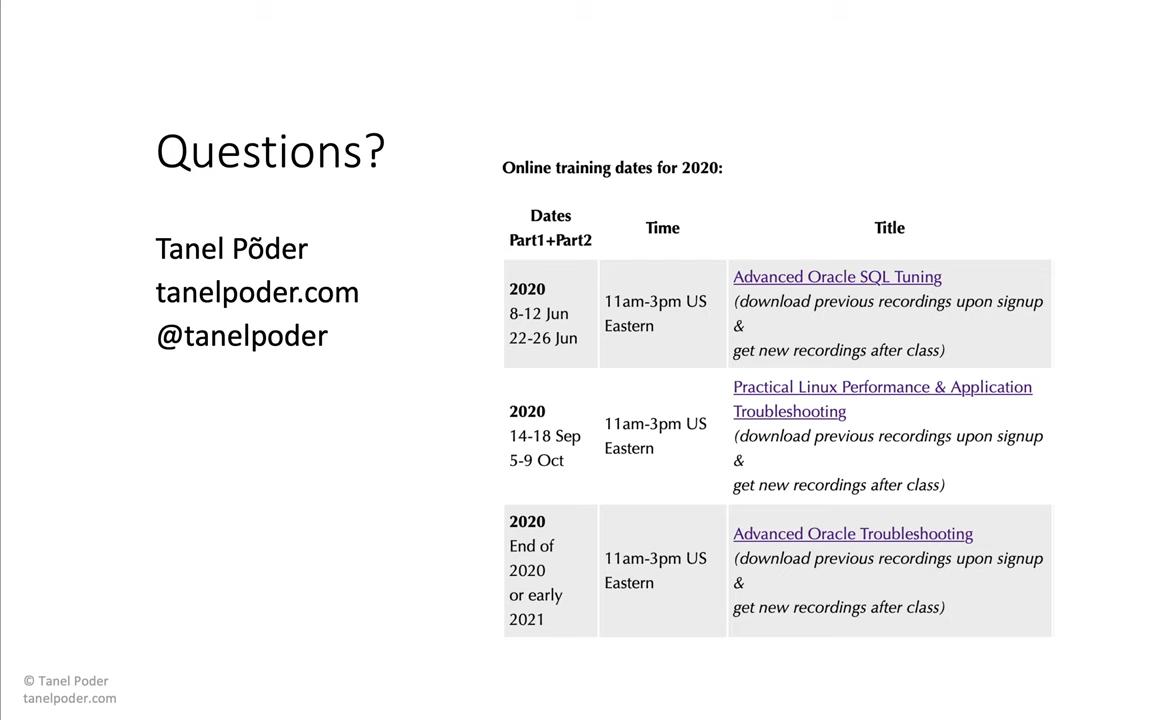 Questions?
Tanel Põder
tanelpoder.com
@tanelpoder
Online training dates for 2020:
Dates
Part1+Part2
Time
Title
2020
8-12 Jun
22-26 Jun
11am-3pm US
Eastern
Advanced Oracle SQL Tuning
(download previous recordings upon signup
&
get new recordings after class)
2020
14-18 Sep
5-9 Oct
11am-3pm US
Eastern
Practical Linux Performance & Application
Troubleshooting
(download previous recordings upon signup
&
get new recordings after class)
2020
End of
2020
or early
2021
11am-3pm US
Eastern
Advanced Oracle Troubleshooting
(download previous recordings upon signup
&
get new recordings after class)
© Tanel Poder
tanelpoder.com